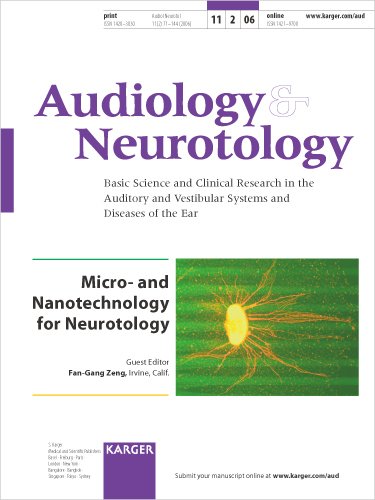 print
ISSN 1420–3030
Audiol Neurotol
11(2) 71–144 (2006)
11 2 06
online
ISSN 1421–9700
www.karger.com/aud
Audiology &
Neurotology
Basic Science and Clinical Research in the
Auditory and Vestibular Systems and
Diseases of the Ear
Micro- and
Nanotechnology
for Neurotology
Guest Editor
Fan-Gang Zeng, Irvine, Calif.
S. Karger
Medical and Scientific Publishers
Basel · Freiburg · Paris
London · New York
Bangalore · Bangkok
Singapore · Tokyo · Sydney
KARGER
Submit your manuscript online at www.karger.com/aud